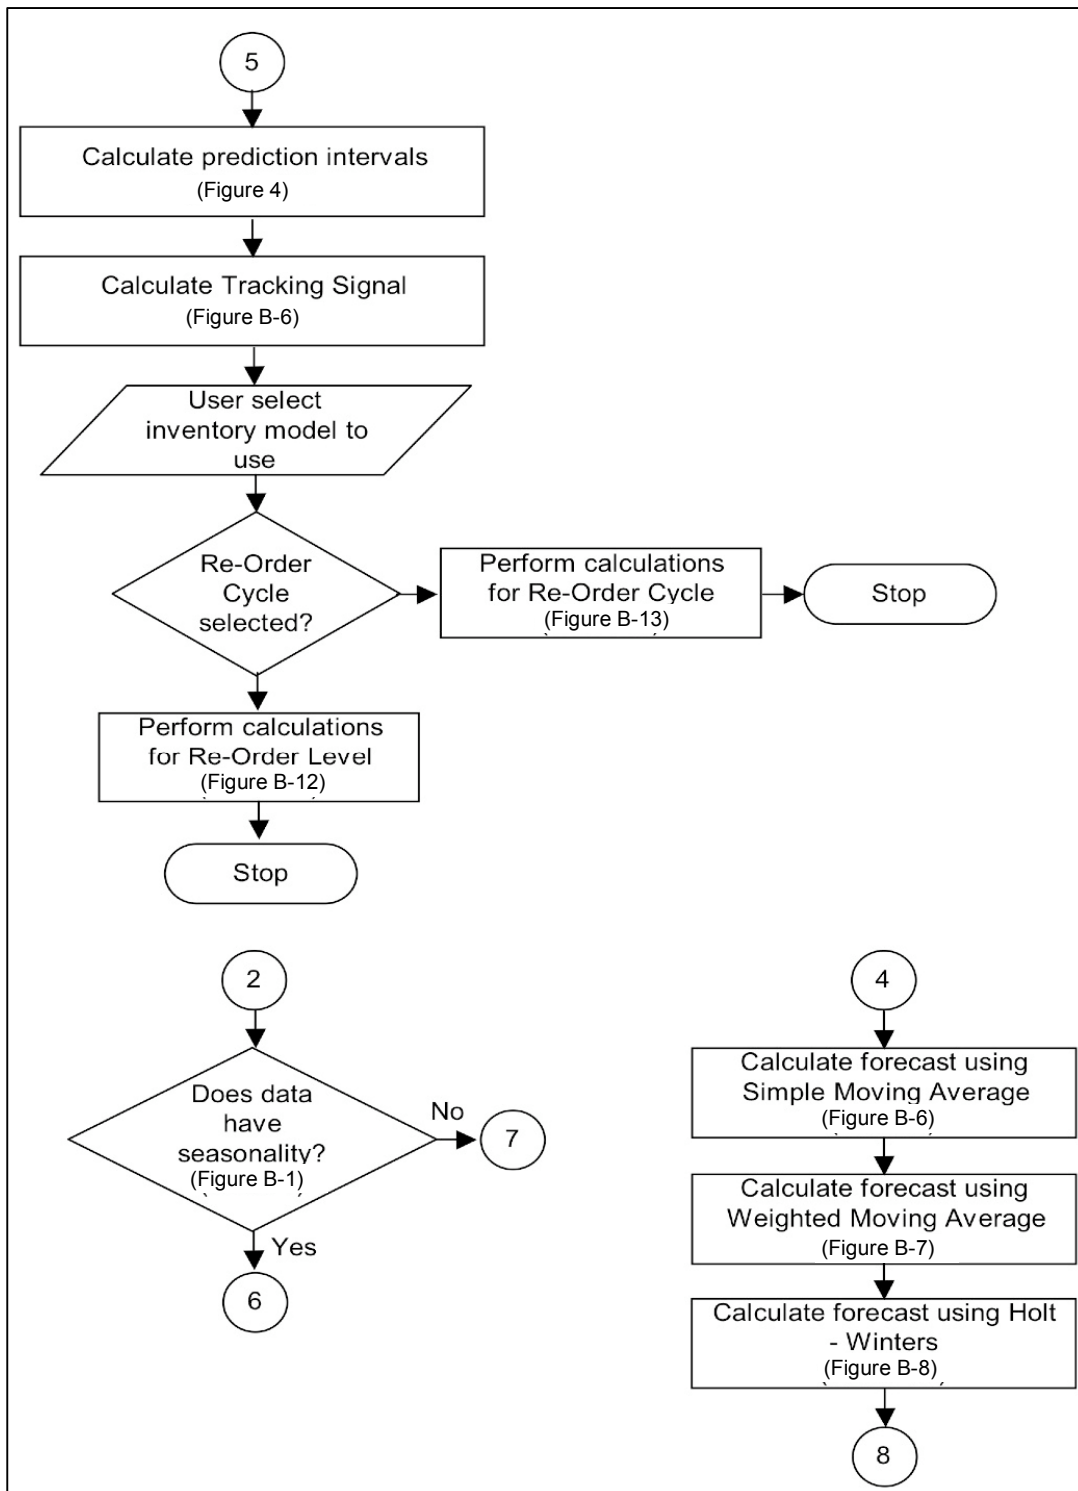 5
Calculate prediction intervals
(Figure 4)
Calculate Tracking Signal
(Figure B-6)
User select
inventory model to
use
Re-Order
Cycle
selected?
Perform calculations
for Re-Order Cycle
(Figure B-13)
Stop
Perform calculations
for Re-Order Level
(Figure B-12)
Stop
2
Does data
have
seasonality?
(Figure B-1)
No
7
Yes
6
4
Calculate forecast using
Simple Moving Average
(Figure B-6)
Calculate forecast using
Weighted Moving Average
(Figure B-7)
Calculate forecast using Holt
- Winters
(Figure B-8)
8